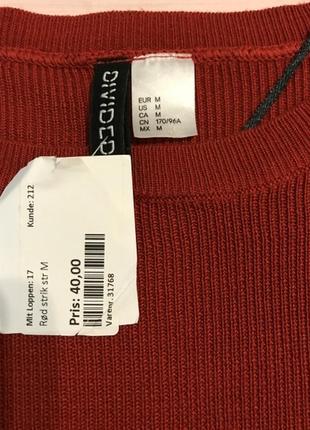 DIVIDED
EUR M
US M
CA M
CN 170/96A
MX M
Mit Loppen: 17
Kunde: 212
Rød strik str M
Pris: 40,00
Varenr. 31768